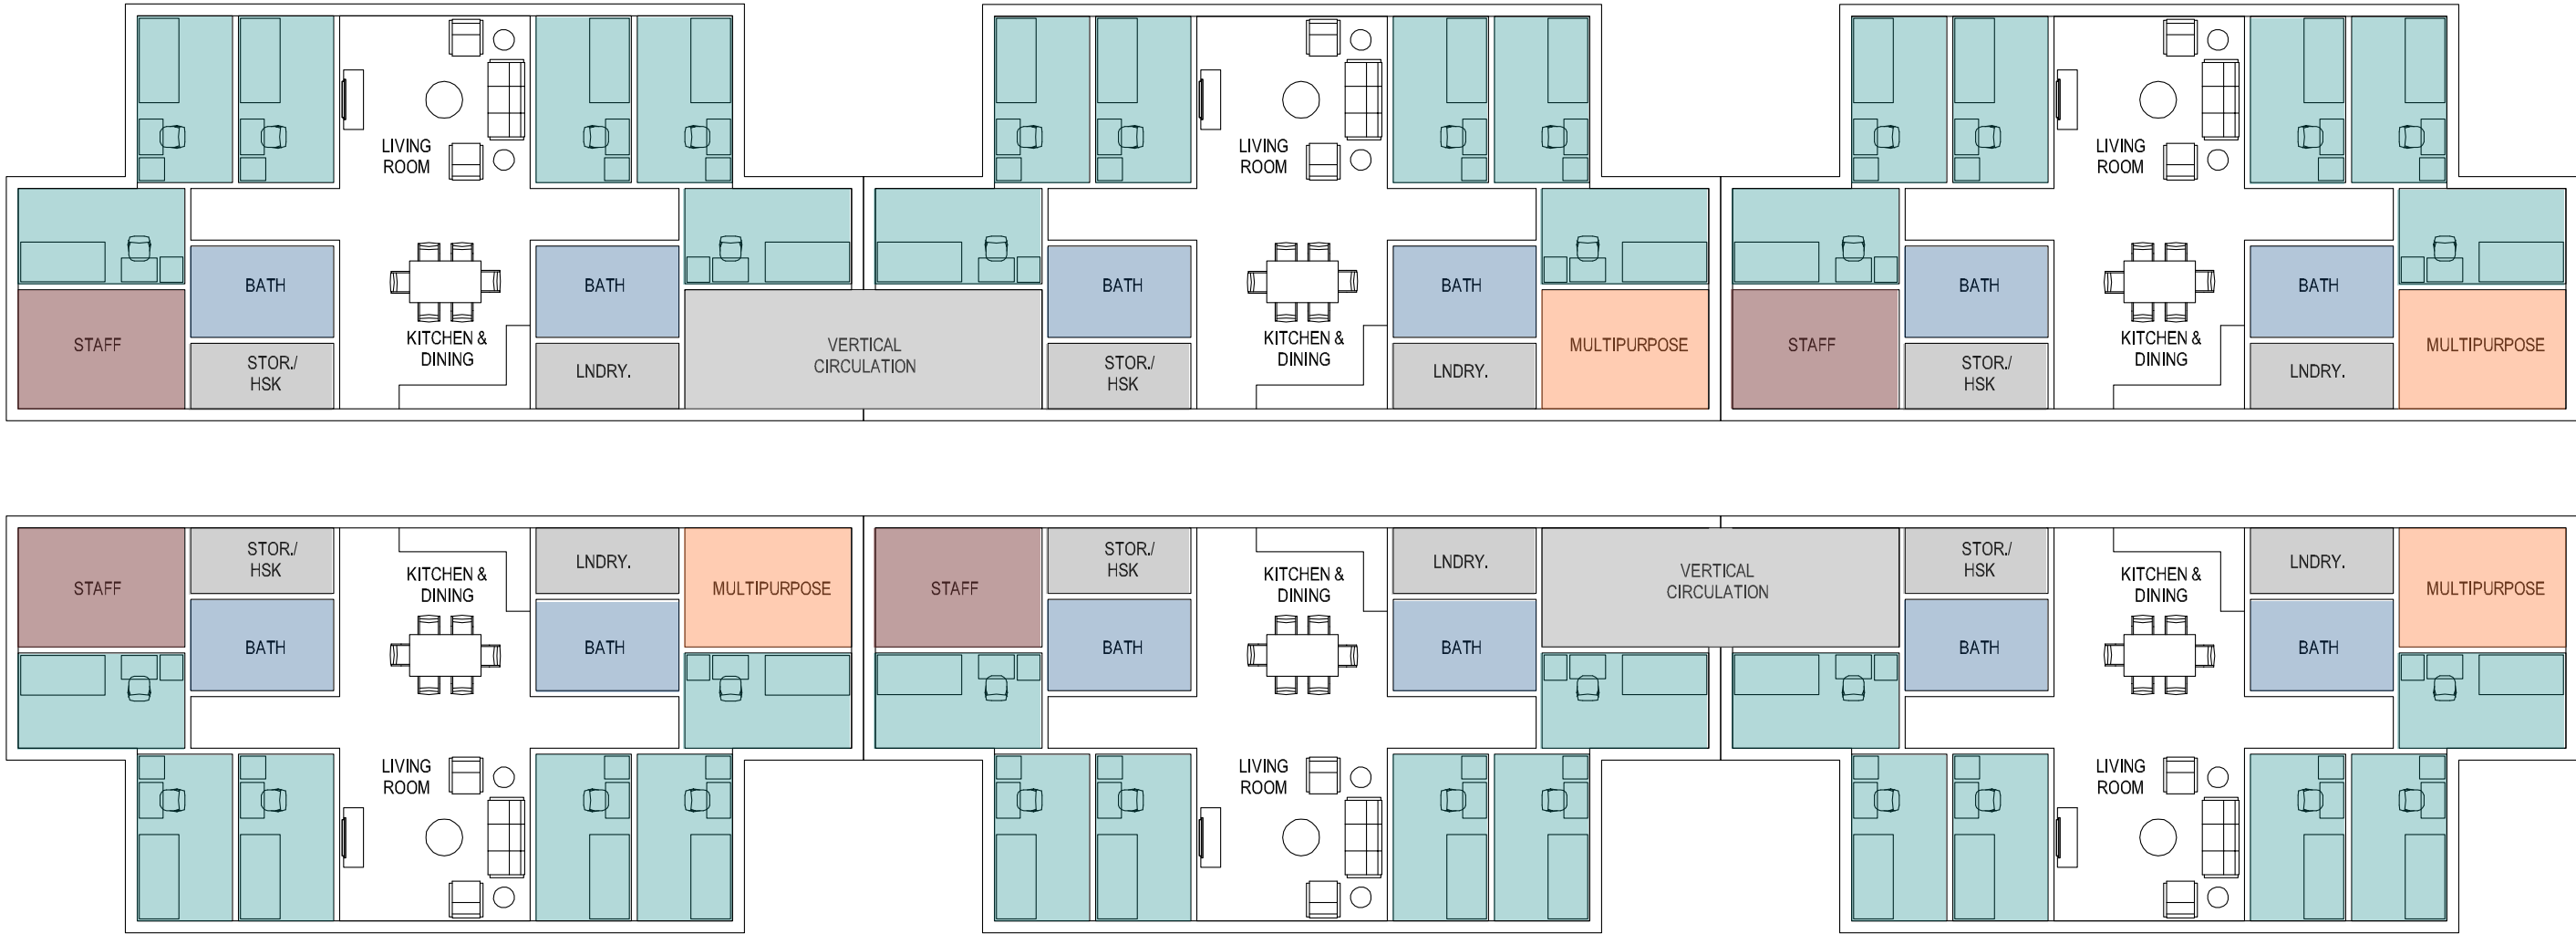 LIVING
ROOM
LIVING
ROOM
LIVING
ROOM
BATH
BATH
BATH
BATH
BATH
BATH
STAFF
STOR./
HSK
KITCHEN &
DINING
LNDRY.
VERTICAL
CIRCULATION
STOR./
HSK
KITCHEN &
DINING
LNDRY.
MULTIPURPOSE
STAFF
STOR./
HSK
KITCHEN &
DINING
LNDRY.
MULTIPURPOSE
STAFF
STOR./
HSK
KITCHEN &
DINING
LNDRY.
MULTIPURPOSE
STAFF
STOR./
HSK
KITCHEN &
DINING
LNDRY.
VERTICAL
CIRCULATION
STOR./
HSK
KITCHEN &
DINING
LNDRY.
MULTIPURPOSE
BATH
BATH
BATH
BATH
BATH
BATH
LIVING
ROOM
LIVING
ROOM
LIVING
ROOM